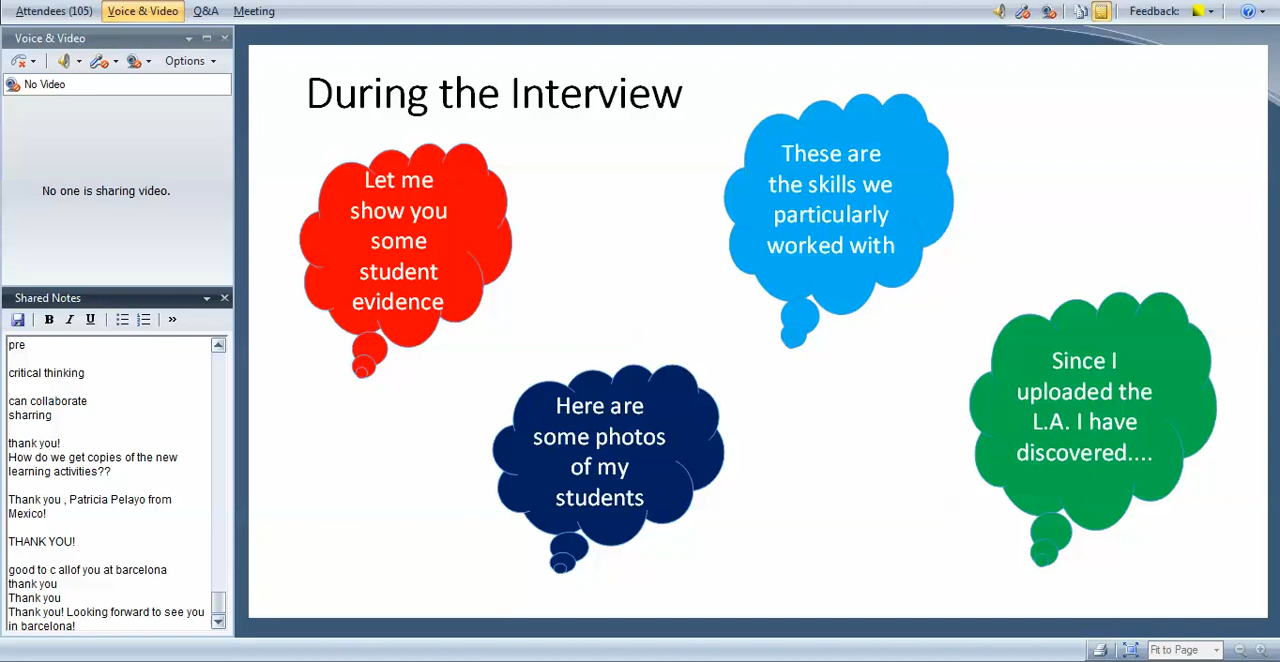 Attendees (105) Voice & Video Q&A Meeting Feedback:
Voice & Video
Options
No Video
No one is sharing video.
Shared Notes
B I U »
pre
critical thinking
can collaborate
sharring
thank you!
How do we get copies of the new
learning activities??
Thank you , Patricia Pelayo from
Mexico!
THANK YOU!
good to c allof you at barcelona
thank you
Thank you
Thank you! Looking forward to see you
in barcelona!
During the Interview
Let me
show you
some
student
evidence
These are
the skills we
particularly
worked with
Here are
some photos
of my
students
Since I
uploaded the
L.A. I have
discovered....
Fit to Page